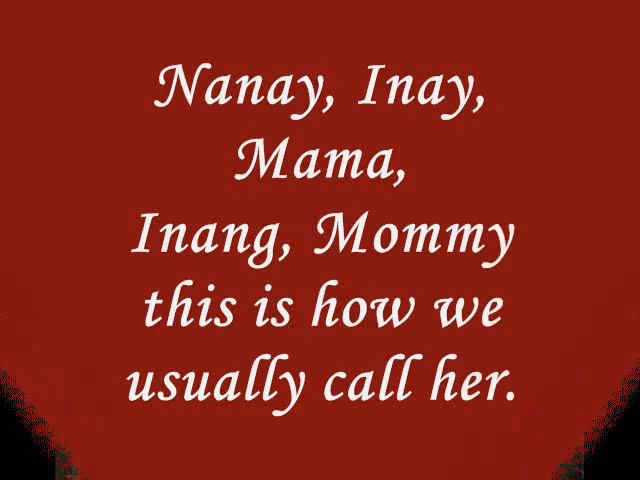 Nanay, Inay,
Mama,
Inang, Mommy
this is how we
usually call her.